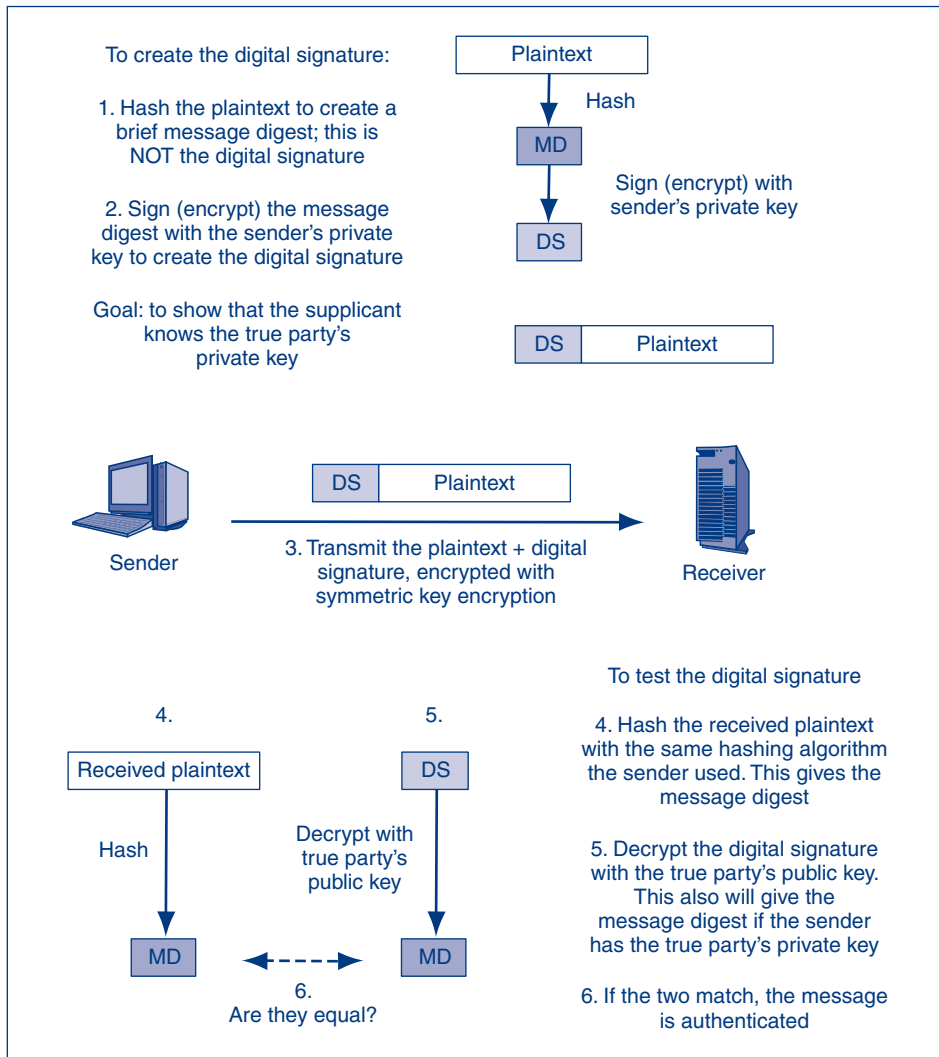 To create the digital signature:
1. Hash the plaintext to create a
brief message digest; this is
NOT the digital signature
2. Sign (encrypt) the message
digest with the sender’s private
key to create the digital signature
Goal: to show that the supplicant
knows the true party’s
private key
Plaintext
Hash
MD
Sign (encrypt) with
sender’s private key
DS
DS Plaintext
DS Plaintext
Sender
3. Transmit the plaintext + digital
signature, encrypted with
symmetric key encryption
Receiver
4.
Received plaintext
Hash
MD
5.
DS
Decrypt with
true party’s
public key
MD
6.
Are they equal?
To test the digital signature
4. Hash the received plaintext
with the same hashing algorithm
the sender used. This gives the
message digest
5. Decrypt the digital signature
with the true party’s public key.
This also will give the
message digest if the sender
has the true party’s private key
6. If the two match, the message
is authenticated